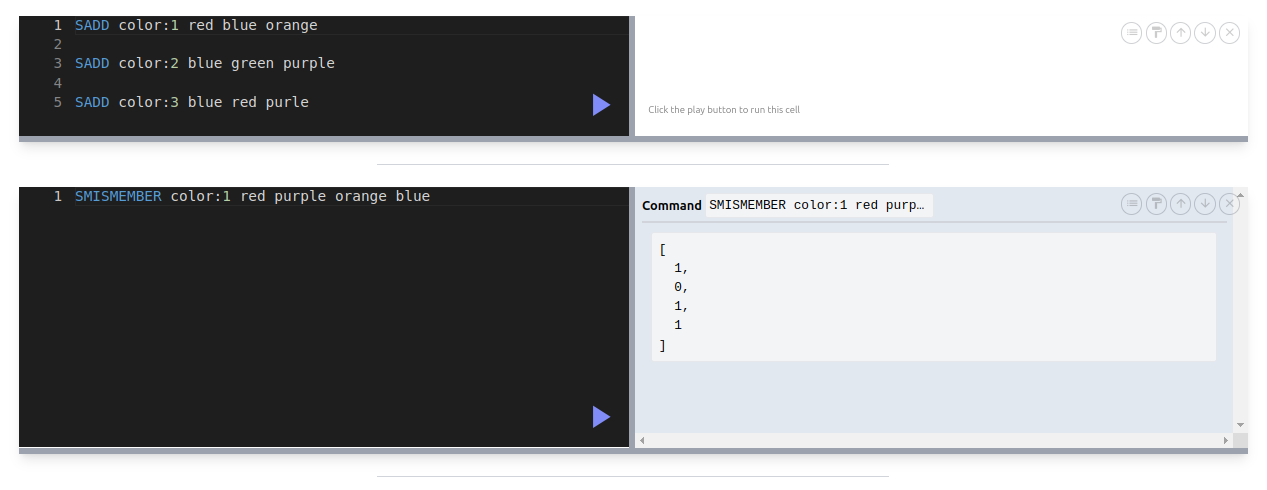 1 SADD color:1 red blue orange
2
3 SADD color:2 blue green purple
4
5 SADD color:3 blue red purle
Click the play button to run this cell
1 SMISMEMBER color:1 red purple orange blue
Command SMISMEMBER color:1 red purp…
[
1,
0,
1,
1
]